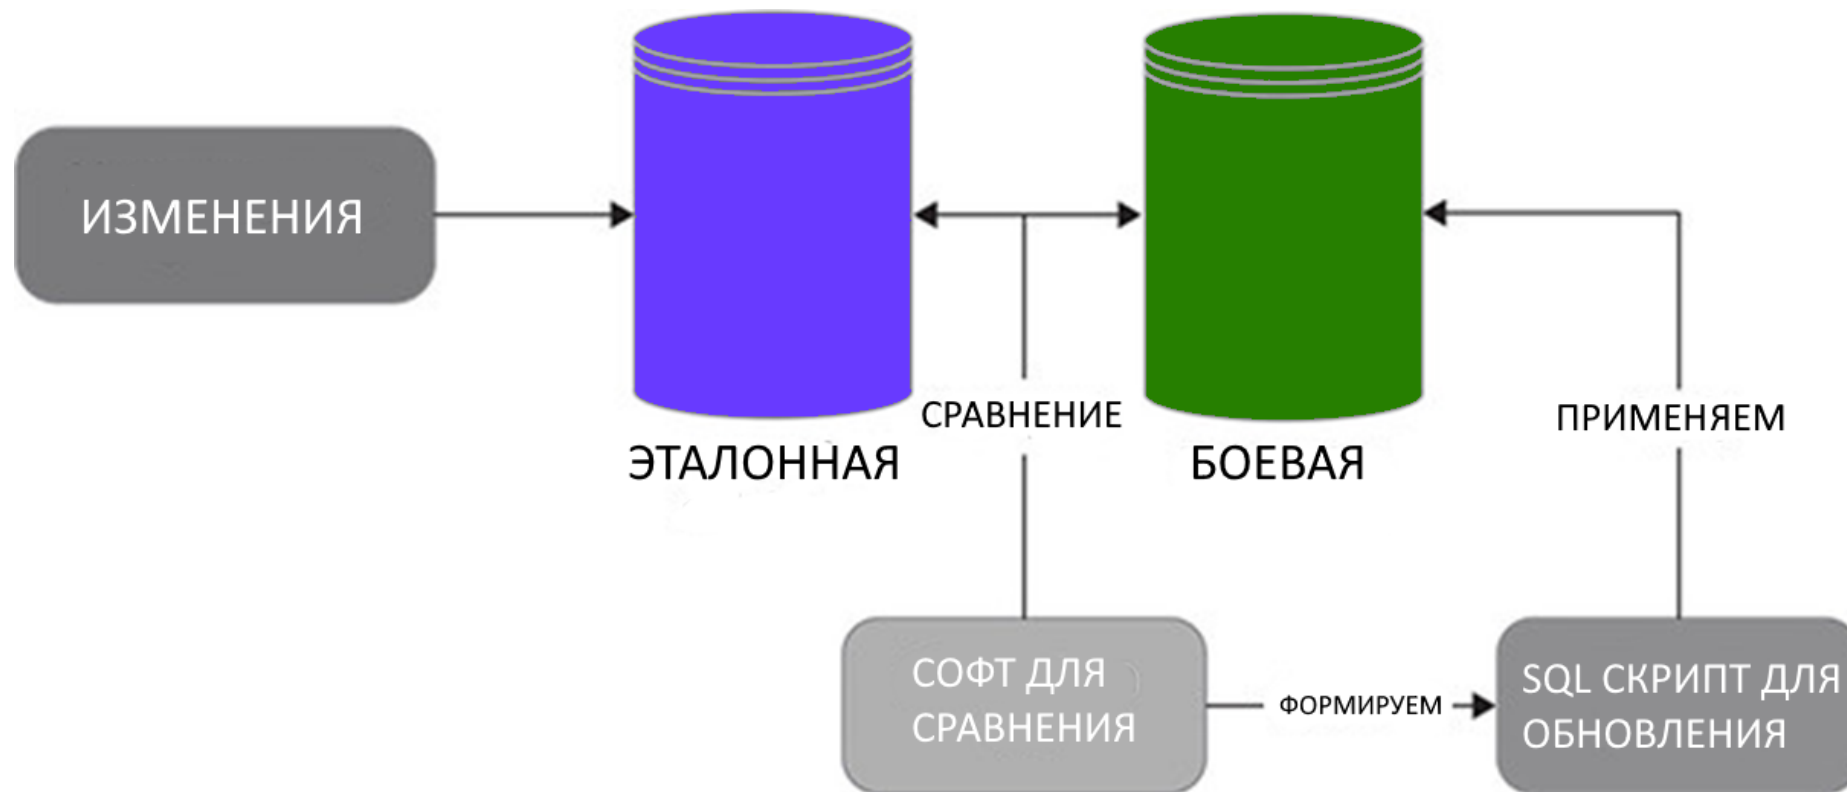 ИЗМЕНЕНИЯ
ЭТАЛОННАЯ
СРАВНЕНИЕ
БОЕВАЯ
ПРИМЕНЯЕМ
СОФТ ДЛЯ
СРАВНЕНИЯ
ФОРМИРУЕМ
SQL СКРИПТ ДЛЯ
ОБНОВЛЕНИЯ